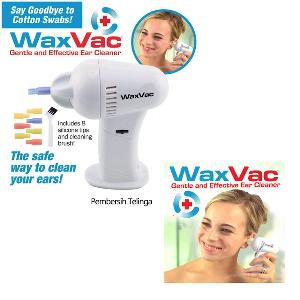 Say Goodbye to
Cotton Swabs!
WaxVac
Gentle and Effective Ear Cleaner
WaxVac
Includes 8
silicone tips
and cleaning
brush!
The safe
way to clean
your ears!
Pembersih Telinga
WaxVac
Gentle and Effective Ear Cleaner